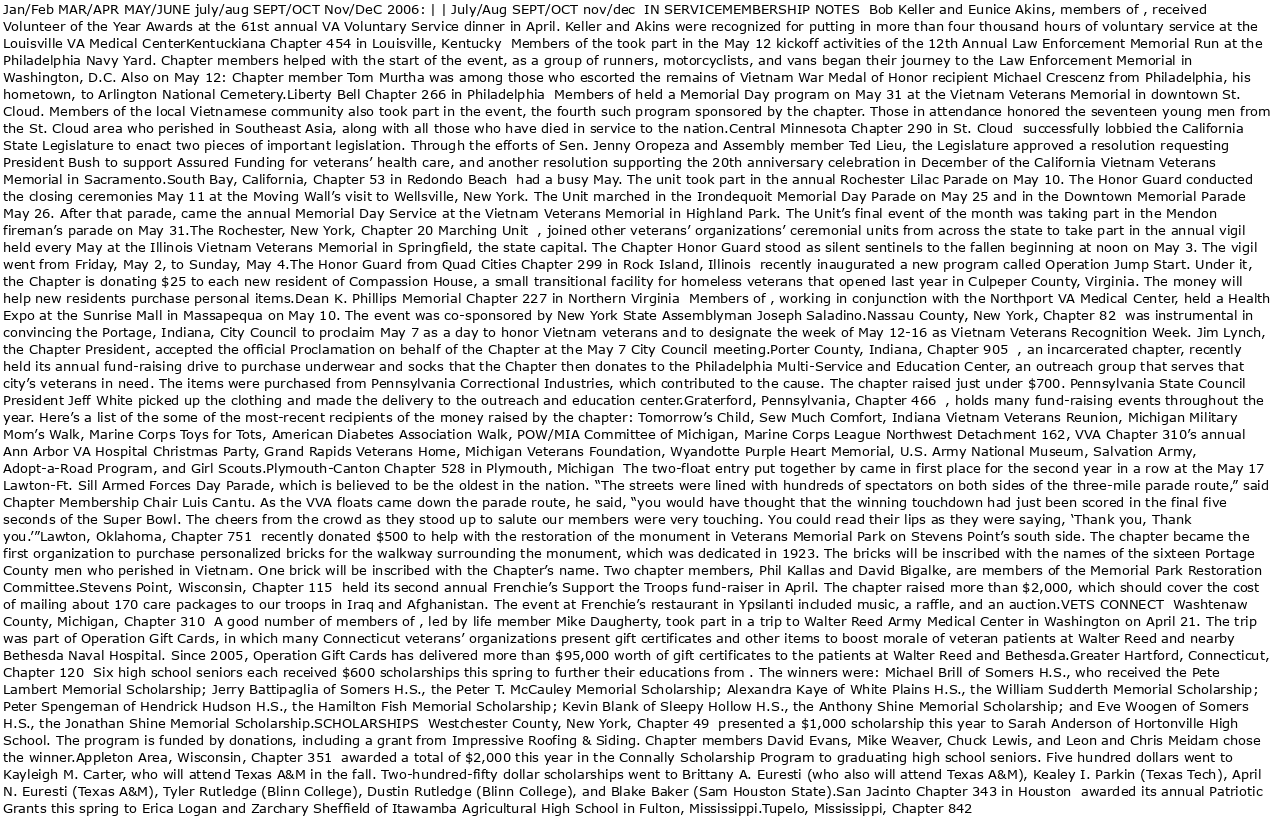 Jan/Feb MAR/APR MAY/JUNE july/aug SEPT/OCT Nov/DeC 2006: | | July/Aug SEPT/OCT nov/dec  IN SERVICEMEMBERSHIP NOTES  Bob Keller and Eunice Akins, members of , received
Volunteer of the Year Awards at the 61st annual VA Voluntary Service dinner in April. Keller and Akins were recognized for putting in more than four thousand hours of voluntary service at the
Louisville VA Medical CenterKentuckiana Chapter 454 in Louisville, Kentucky  Members of the took part in the May 12 kickoff activities of the 12th Annual Law Enforcement Memorial Run at the
Philadelphia Navy Yard. Chapter members helped with the start of the event, as a group of runners, motorcyclists, and vans began their journey to the Law Enforcement Memorial in
Washington, D.C. Also on May 12: Chapter member Tom Murtha was among those who escorted the remains of Vietnam War Medal of Honor recipient Michael Crescenz from Philadelphia, his
hometown, to Arlington National Cemetery.Liberty Bell Chapter 266 in Philadelphia  Members of held a Memorial Day program on May 31 at the Vietnam Veterans Memorial in downtown St.
Cloud. Members of the local Vietnamese community also took part in the event, the fourth such program sponsored by the chapter. Those in attendance honored the seventeen young men from
the St. Cloud area who perished in Southeast Asia, along with all those who have died in service to the nation.Central Minnesota Chapter 290 in St. Cloud  successfully lobbied the California
State Legislature to enact two pieces of important legislation. Through the efforts of Sen. Jenny Oropeza and Assembly member Ted Lieu, the Legislature approved a resolution requesting
President Bush to support Assured Funding for veterans’ health care, and another resolution supporting the 20th anniversary celebration in December of the California Vietnam Veterans
Memorial in Sacramento.South Bay, California, Chapter 53 in Redondo Beach  had a busy May. The unit took part in the annual Rochester Lilac Parade on May 10. The Honor Guard conducted
the closing ceremonies May 11 at the Moving Wall’s visit to Wellsville, New York. The Unit marched in the Irondequoit Memorial Day Parade on May 25 and in the Downtown Memorial Parade
May 26. After that parade, came the annual Memorial Day Service at the Vietnam Veterans Memorial in Highland Park. The Unit’s final event of the month was taking part in the Mendon
fireman’s parade on May 31.The Rochester, New York, Chapter 20 Marching Unit  , joined other veterans’ organizations’ ceremonial units from across the state to take part in the annual vigil
held every May at the Illinois Vietnam Veterans Memorial in Springfield, the state capital. The Chapter Honor Guard stood as silent sentinels to the fallen beginning at noon on May 3. The vigil
went from Friday, May 2, to Sunday, May 4.The Honor Guard from Quad Cities Chapter 299 in Rock Island, Illinois  recently inaugurated a new program called Operation Jump Start. Under it,
the Chapter is donating $25 to each new resident of Compassion House, a small transitional facility for homeless veterans that opened last year in Culpeper County, Virginia. The money will
help new residents purchase personal items.Dean K. Phillips Memorial Chapter 227 in Northern Virginia  Members of , working in conjunction with the Northport VA Medical Center, held a Health
Expo at the Sunrise Mall in Massapequa on May 10. The event was co-sponsored by New York State Assemblyman Joseph Saladino.Nassau County, New York, Chapter 82  was instrumental in
convincing the Portage, Indiana, City Council to proclaim May 7 as a day to honor Vietnam veterans and to designate the week of May 12-16 as Vietnam Veterans Recognition Week. Jim Lynch,
the Chapter President, accepted the official Proclamation on behalf of the Chapter at the May 7 City Council meeting.Porter County, Indiana, Chapter 905  , an incarcerated chapter, recently
held its annual fund-raising drive to purchase underwear and socks that the Chapter then donates to the Philadelphia Multi-Service and Education Center, an outreach group that serves that
city’s veterans in need. The items were purchased from Pennsylvania Correctional Industries, which contributed to the cause. The chapter raised just under $700. Pennsylvania State Council
President Jeff White picked up the clothing and made the delivery to the outreach and education center.Graterford, Pennsylvania, Chapter 466  , holds many fund-raising events throughout the
year. Here’s a list of the some of the most-recent recipients of the money raised by the chapter: Tomorrow’s Child, Sew Much Comfort, Indiana Vietnam Veterans Reunion, Michigan Military
Mom’s Walk, Marine Corps Toys for Tots, American Diabetes Association Walk, POW/MIA Committee of Michigan, Marine Corps League Northwest Detachment 162, VVA Chapter 310’s annual
Ann Arbor VA Hospital Christmas Party, Grand Rapids Veterans Home, Michigan Veterans Foundation, Wyandotte Purple Heart Memorial, U.S. Army National Museum, Salvation Army,
Adopt-a-Road Program, and Girl Scouts.Plymouth-Canton Chapter 528 in Plymouth, Michigan  The two-float entry put together by came in first place for the second year in a row at the May 17
Lawton-Ft. Sill Armed Forces Day Parade, which is believed to be the oldest in the nation. “The streets were lined with hundreds of spectators on both sides of the three-mile parade route,” said
Chapter Membership Chair Luis Cantu. As the VVA floats came down the parade route, he said, “you would have thought that the winning touchdown had just been scored in the final five
seconds of the Super Bowl. The cheers from the crowd as they stood up to salute our members were very touching. You could read their lips as they were saying, ‘Thank you, Thank
you.’”Lawton, Oklahoma, Chapter 751  recently donated $500 to help with the restoration of the monument in Veterans Memorial Park on Stevens Point’s south side. The chapter became the
first organization to purchase personalized bricks for the walkway surrounding the monument, which was dedicated in 1923. The bricks will be inscribed with the names of the sixteen Portage
County men who perished in Vietnam. One brick will be inscribed with the Chapter’s name. Two chapter members, Phil Kallas and David Bigalke, are members of the Memorial Park Restoration
Committee.Stevens Point, Wisconsin, Chapter 115  held its second annual Frenchie’s Support the Troops fund-raiser in April. The chapter raised more than $2,000, which should cover the cost
of mailing about 170 care packages to our troops in Iraq and Afghanistan. The event at Frenchie’s restaurant in Ypsilanti included music, a raffle, and an auction.VETS CONNECT  Washtenaw
County, Michigan, Chapter 310  A good number of members of , led by life member Mike Daugherty, took part in a trip to Walter Reed Army Medical Center in Washington on April 21. The trip
was part of Operation Gift Cards, in which many Connecticut veterans’ organizations present gift certificates and other items to boost morale of veteran patients at Walter Reed and nearby
Bethesda Naval Hospital. Since 2005, Operation Gift Cards has delivered more than $95,000 worth of gift certificates to the patients at Walter Reed and Bethesda.Greater Hartford, Connecticut,
Chapter 120  Six high school seniors each received $600 scholarships this spring to further their educations from . The winners were: Michael Brill of Somers H.S., who received the Pete
Lambert Memorial Scholarship; Jerry Battipaglia of Somers H.S., the Peter T. McCauley Memorial Scholarship; Alexandra Kaye of White Plains H.S., the William Sudderth Memorial Scholarship;
Peter Spengeman of Hendrick Hudson H.S., the Hamilton Fish Memorial Scholarship; Kevin Blank of Sleepy Hollow H.S., the Anthony Shine Memorial Scholarship; and Eve Woogen of Somers
H.S., the Jonathan Shine Memorial Scholarship.SCHOLARSHIPS  Westchester County, New York, Chapter 49  presented a $1,000 scholarship this year to Sarah Anderson of Hortonville High
School. The program is funded by donations, including a grant from Impressive Roofing & Siding. Chapter members David Evans, Mike Weaver, Chuck Lewis, and Leon and Chris Meidam chose
the winner.Appleton Area, Wisconsin, Chapter 351  awarded a total of $2,000 this year in the Connally Scholarship Program to graduating high school seniors. Five hundred dollars went to
Kayleigh M. Carter, who will attend Texas A&M in the fall. Two-hundred-fifty dollar scholarships went to Brittany A. Euresti (who also will attend Texas A&M), Kealey I. Parkin (Texas Tech), April
N. Euresti (Texas A&M), Tyler Rutledge (Blinn College), Dustin Rutledge (Blinn College), and Blake Baker (Sam Houston State).San Jacinto Chapter 343 in Houston  awarded its annual Patriotic
Grants this spring to Erica Logan and Zarchary Sheffield of Itawamba Agricultural High School in Fulton, Mississippi.Tupelo, Mississippi, Chapter 842